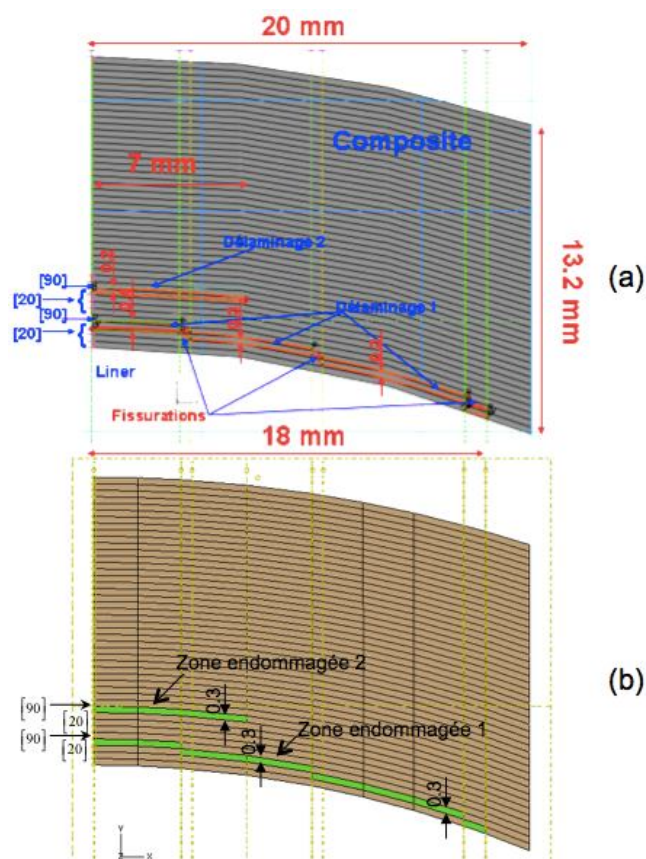 20 mm
Composite
7 mm
Délaminage 2
[90]
[20]
[90]
[20]
Délaminage 1
13.2 mm
(a)
Liner
Fissurations
18 mm
Zone endommagée 2
[90]
0.3
[20]
[90]
Zone endommagée 1
[20]
0.3
0.3
(b)
Y
Z X